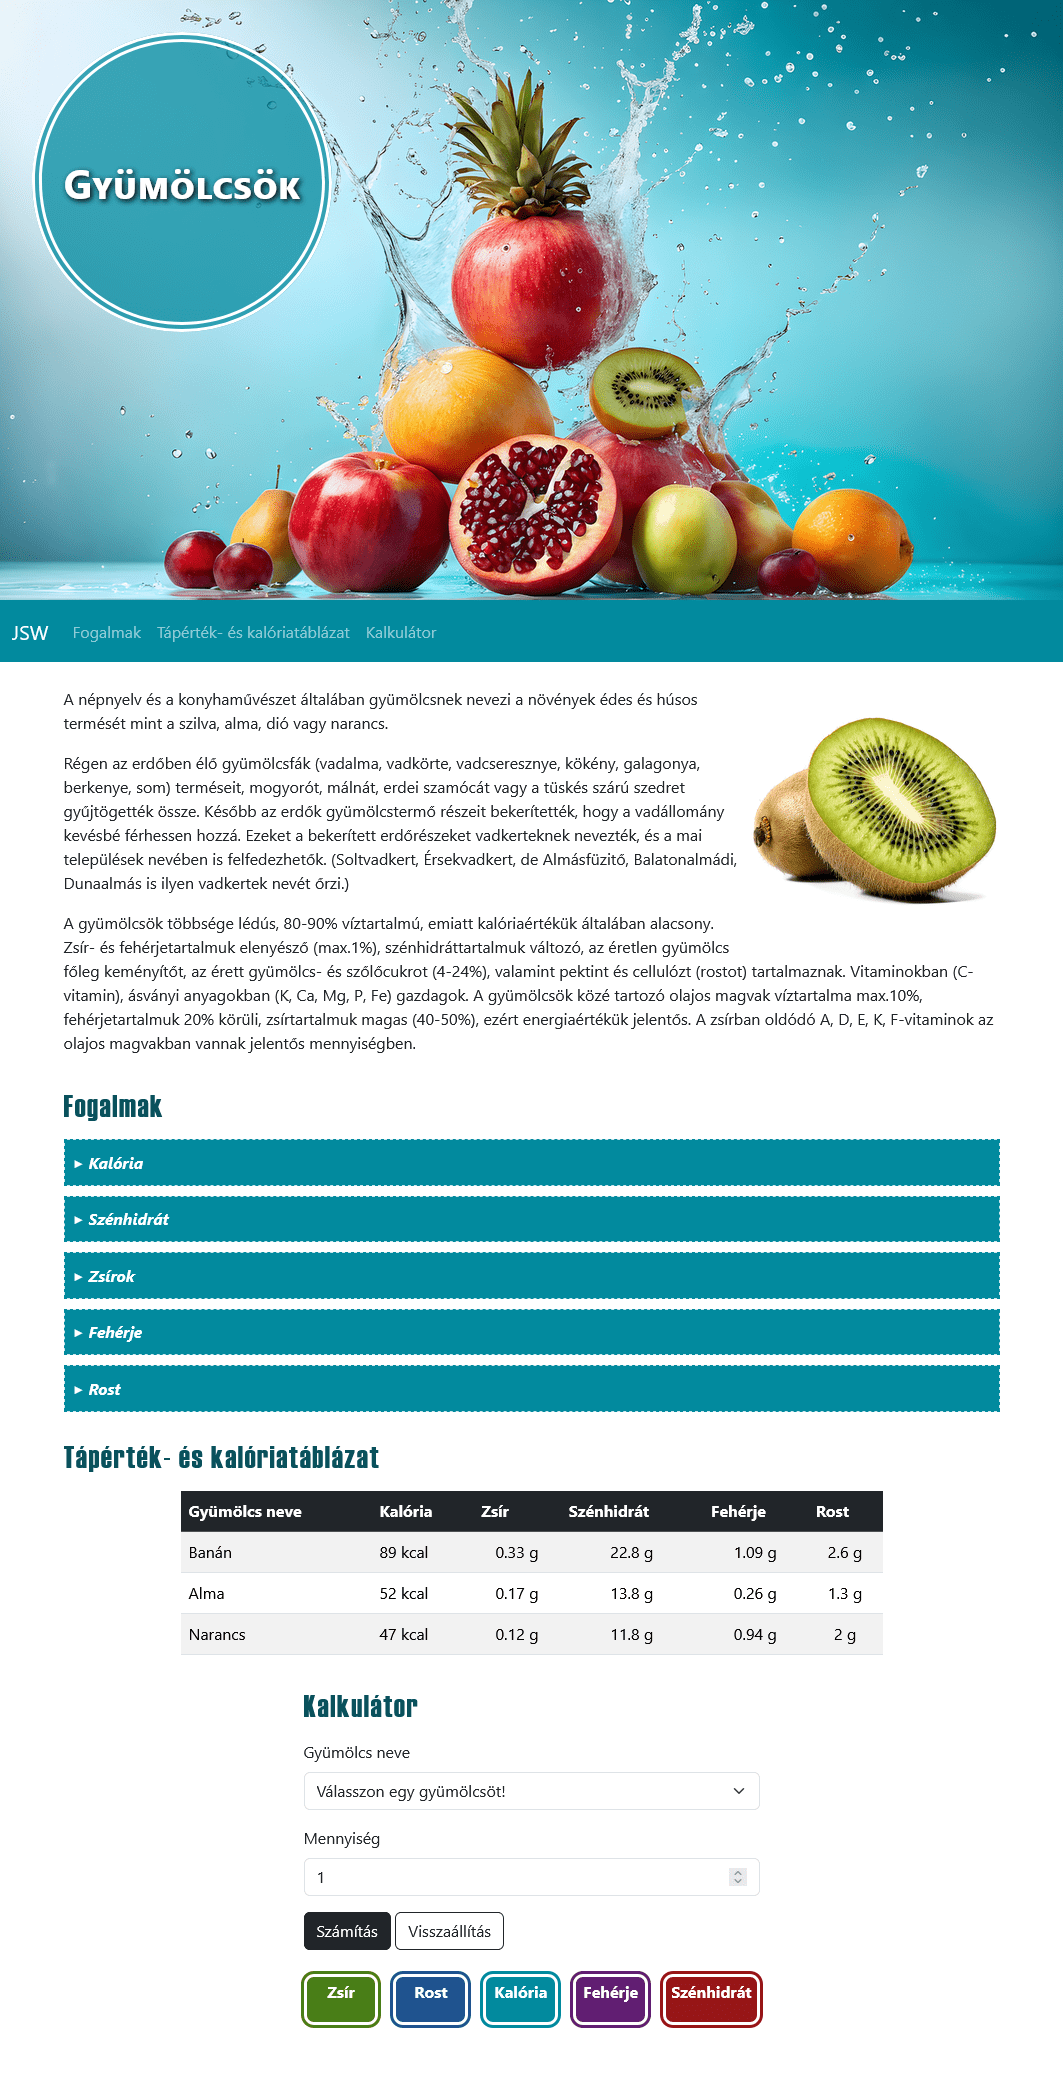 Gyümölcsök
JSW Fogalmak Tápérték- és kalóriatáblázat Kalkulátor
A népnyelv és a konyhaművészet általában gyümölcsnek nevezi a növények édes és húsos
termését mint a szilva, alma, dió vagy narancs.
Régen az erdőben élő gyümölcsfák (vadalma, vadkörte, vadcseresznye, kökény, galagonya,
berkenye, som) terméseit, mogyorót, málnát, erdei szamócát vagy a tüskés szárú szedret
gyűjtögették össze. Később az erdők gyümölcstermő részeit bekerítették, hogy a vadállomány
kevésbé férhessen hozzá. Ezeket a bekerített erdőrészeket vadkerteknek nevezték, és a mai
települések nevében is felfedezhetők. (Soltvadkert, Érsekvadkert, de Almásfüzitő, Balatonalmádi,
Dunaalmás is ilyen vadkertek nevét őrzi.)
A gyümölcsök többsége lédús, 80-90% víztartalmú, emiatt kalóriaértékük általában alacsony.
Zsír- és fehérjetartalmuk elenyésző (max.1%), szénhidráttartalmuk változó, az éretlen gyümölcs
főleg keményítőt, az érett gyümölcs- és szőlőcukrot (4-24%), valamint pektint és cellulózt (rostot) tartalmaznak. Vitaminokban (C-
vitamin), ásványi anyagokban (K, Ca, Mg, P, Fe) gazdagok. A gyümölcsök közé tartozó olajos magvak víztartalma max.10%,
fehérjetartalmuk 20% körüli, zsírtartalmuk magas (40-50%), ezért energiaértékük jelentős. A zsírban oldódó A, D, E, K, F-vitaminok az
olajos magvakban vannak jelentős mennyiségben.
Fogalmak
▸ Kalória
▸ Szénhidrát
▸ Zsírok
▸ Fehérje
▸ Rost
Tápérték- és kalóriatáblázat
Gyümölcs neve Kalória Zsír Szénhidrát Fehérje Rost
Banán 89 kcal 0.33 g 22.8 g 1.09 g 2.6 g
Alma 52 kcal 0.17 g 13.8 g 0.26 g 1.3 g
Narancs 47 kcal 0.12 g 11.8 g 0.94 g 2 g
Kalkulátor
Gyümölcs neve
Válasszon egy gyümölcsöt!
Mennyiség
1
Számítás Visszaállítás
Zsír Rost Kalória Fehérje Szénhidrát